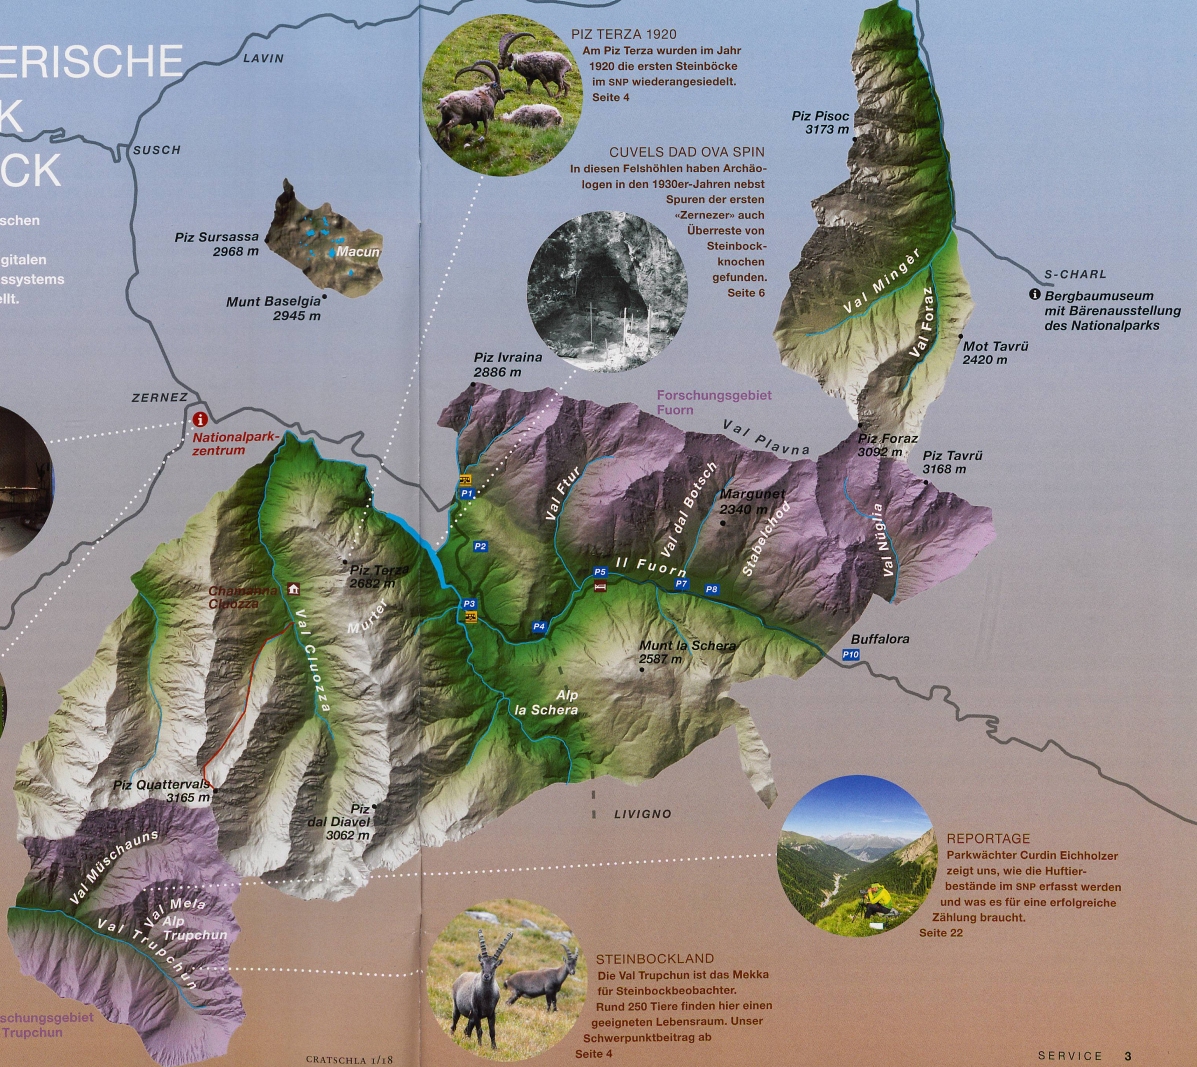 ERISCHE
K
CK
schen
gitalen
ssystems
ellt.
LAVIN
SUSCH
PIZ TERZA 1920
Am Piz Terza wurden im Jahr
1920 die ersten Steinböcke
im SNP wiederangesiedelt.
Seite 4
CUVELS DAD OVA SPIN
In diesen Felshöhlen haben Archäo-
logen in den 1930er-Jahren nebst
Spuren der ersten
«Zernezer» auch
Überreste von
Steinbock-
knochen
gefunden.
Seite 6
Piz Pisoc
3173 m
Piz Sursassa
2968 m
Macun
Munt Baselgia
2945 m
Val Mingèr
Val Foraz
S-CHARL
i Bergbaumuseum
mit Bärenausstellung
des Nationalparks
Mot Tavrü
2420 m
Piz Ivraina
2886 m
ZERNEZ
i
Nationalpark-
zentrum
Forschungsgebiet
Fuorn
Val Plavna
Piz Foraz
3092 m
Piz Tavrü
3168 m
P1
Val Ftur
Val dal Botsch
Margunet
2340 m
Stabelchod
Val Nüglia
P2
Piz Terza
2682 m
P5
Il Fuorn
P7
P8
Chamanna
Cluozza
Murter
P3
P4
Val Cluozza
Munt la Schera
2587 m
Buffalora
P10
Alp
la Schera
Piz Quattervals
3165 m
Piz
dal Diavel
3062 m
LIVIGNO
Val Müschauns
Val Mela
Alp
Trupchun
Val Trupchun
REPORTAGE
Parkwächter Curdin Eichholzer
zeigt uns, wie die Huftier-
bestände im SNP erfasst werden
und was es für eine erfolgreiche
Zählung braucht.
Seite 22
STEINBOCKLAND
Die Val Trupchun ist das Mekka
für Steinbockbeobachter.
Rund 250 Tiere finden hier einen
geeigneten Lebensraum. Unser
Schwerpunktbeitrag ab
Seite 4
schungsgebiet
Trupchun
CRATSCHLA 1/18
SERVICE 3